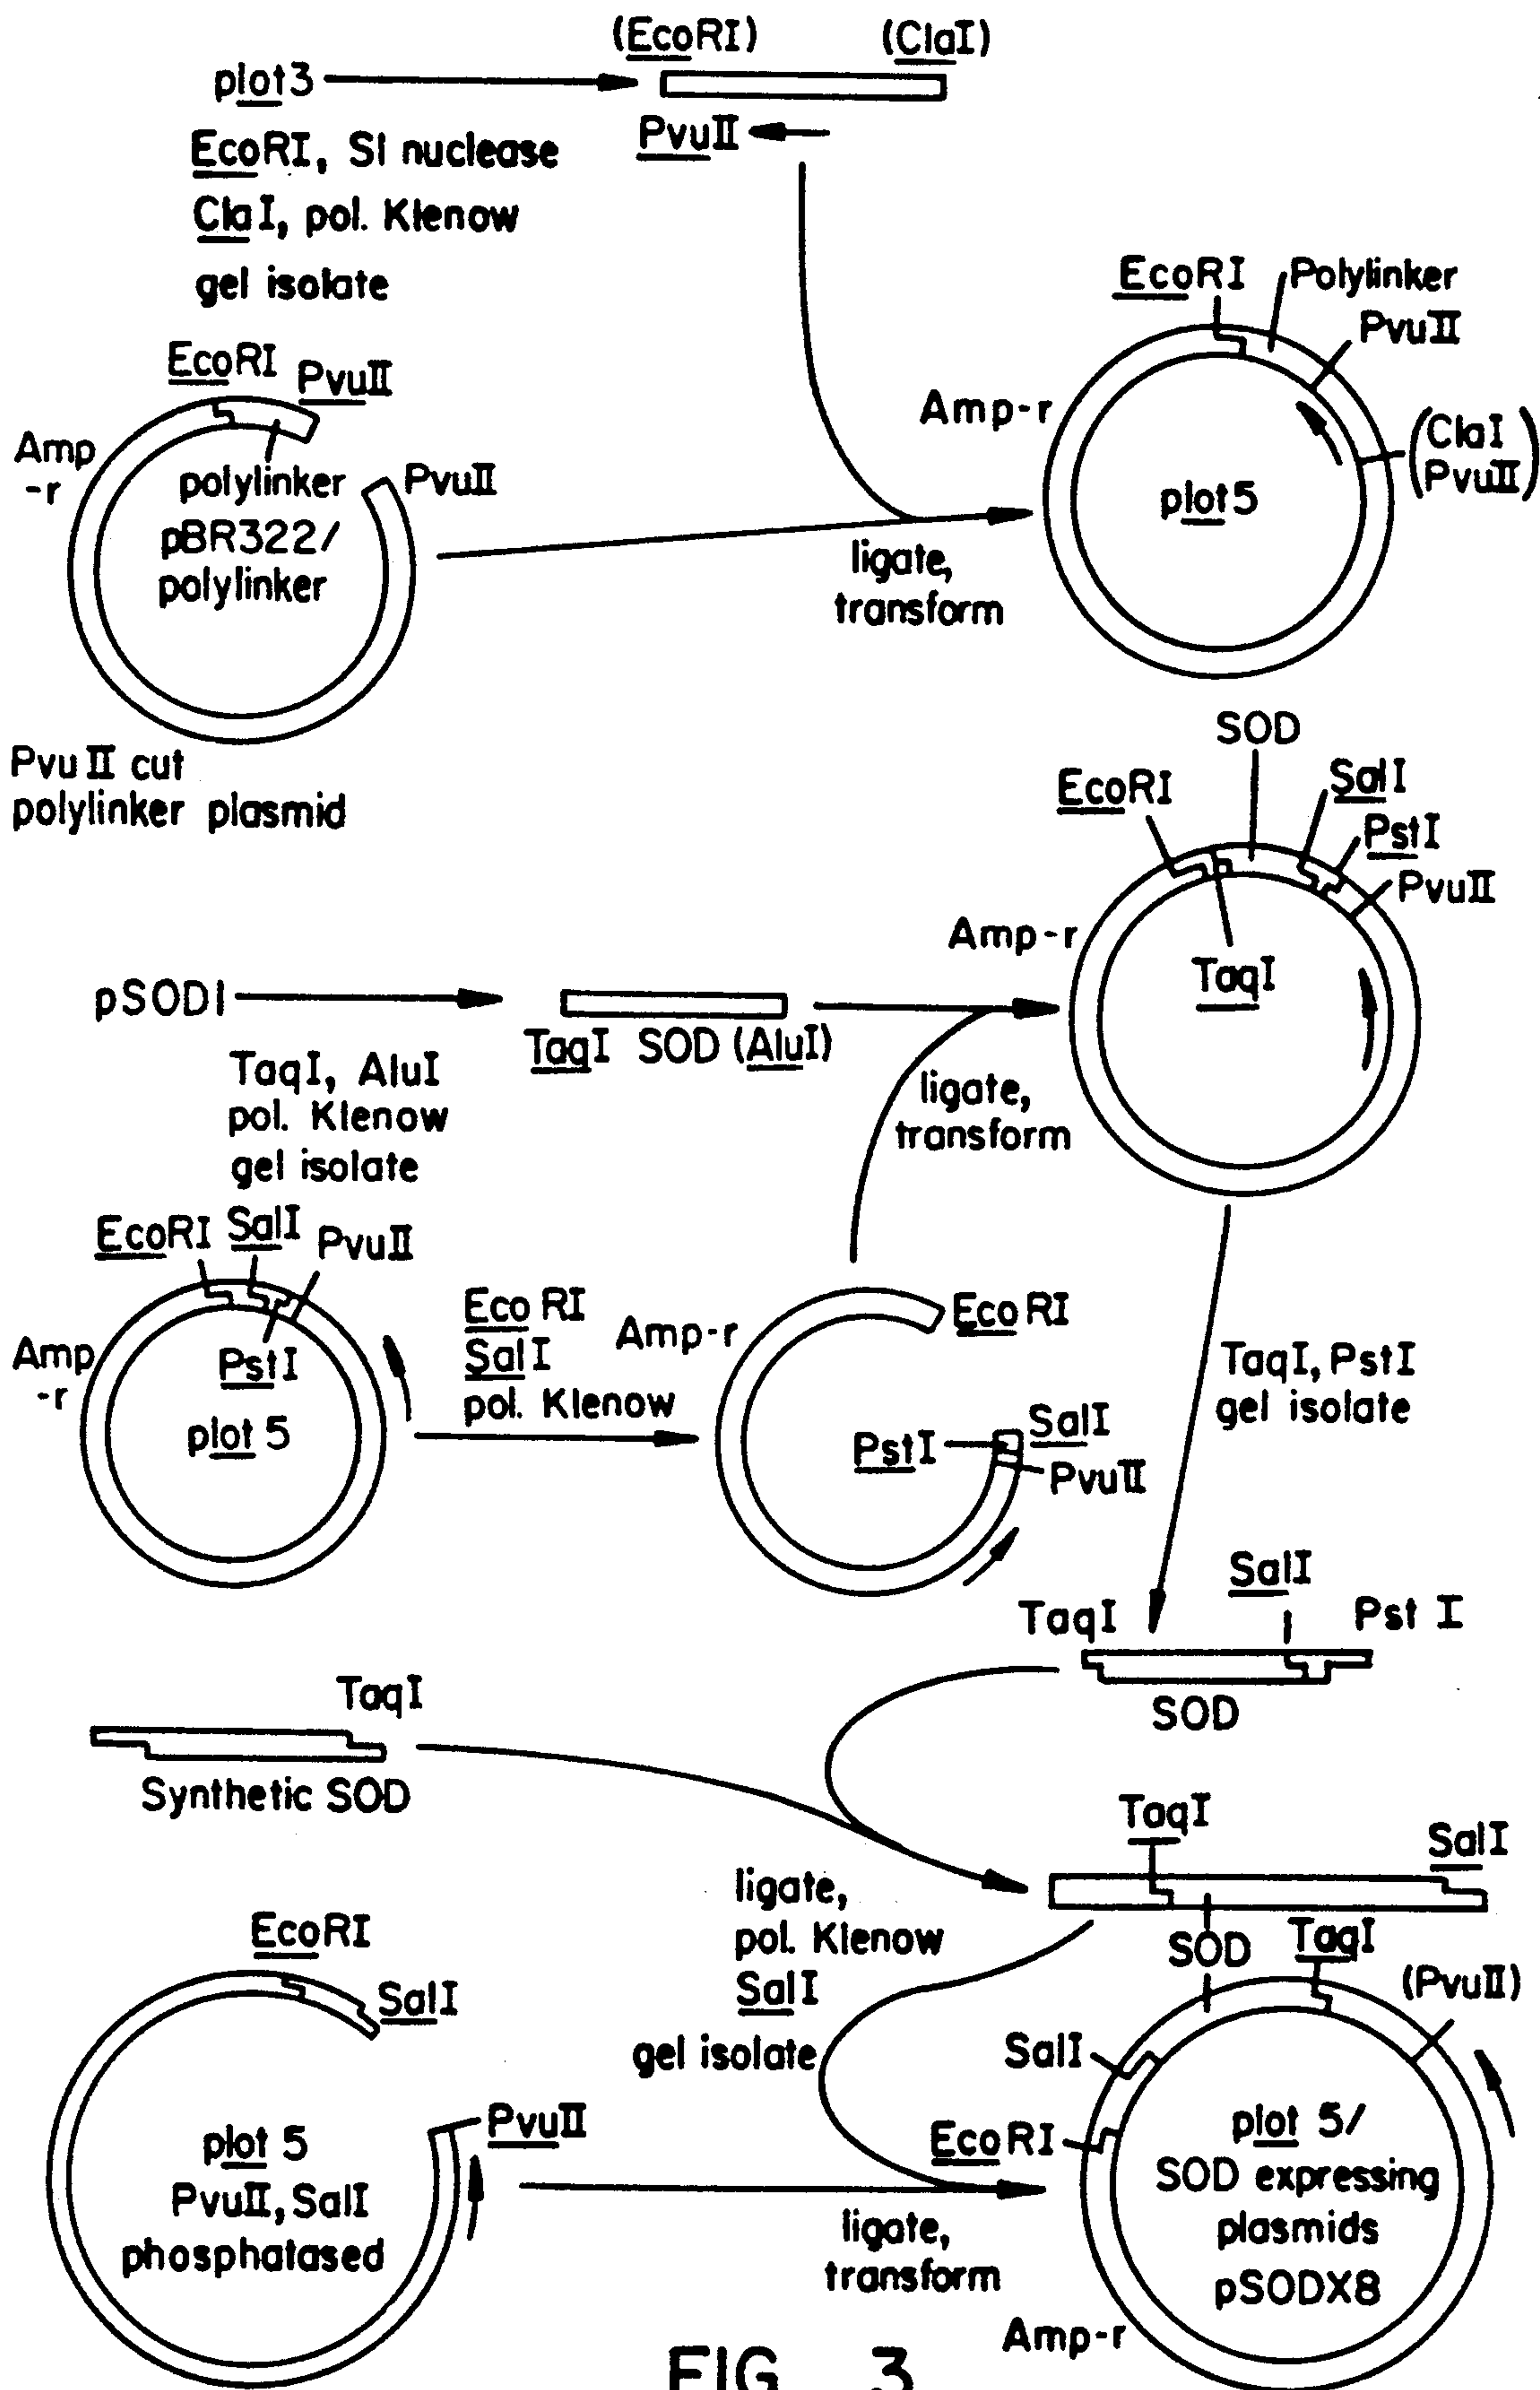 (EcoRI) (ClaI)
plot3
PvuII
EcoRI, SI nuclease
ClaI, pol. Klenow
gel isolate
EcoRI Polylinker
PvuII
EcoRI PvuII
Amp-r
(ClaI
PvuII)
Amp
-r
polylinker PvuII
pBR322/
polylinker
plot5
ligate,
transform
PvuII cut
polylinker plasmid
SOD
EcoRI SalI
PstI
PvuII
Amp-r
TaqI
pSODI
TaqI SOD (AluI)
TaqI, AluI
pol. Klenow
gel isolate
ligate,
transform
EcoRI SalI PvuII
Amp
-r
PstI
plot 5
Eco RI
SalI
pol. Klenow
Amp-r
Eco RI
PstI
SalI
PvuII
TaqI, PstI
gel isolate
SalI
TaqI Pst I
SOD
TaqI
Synthetic SOD
TaqI
SalI
ligate,
pol. Klenow
SalI
gel isolate
SOD TaqI
(PvuII)
EcoRI
SalI
PvuII
plot 5
PvuII, SalI
phosphatased
SalI
EcoRI
plot 5/
SOD expressing
plasmids
pSODX8
ligate,
transform
Amp-r
FIG. 3